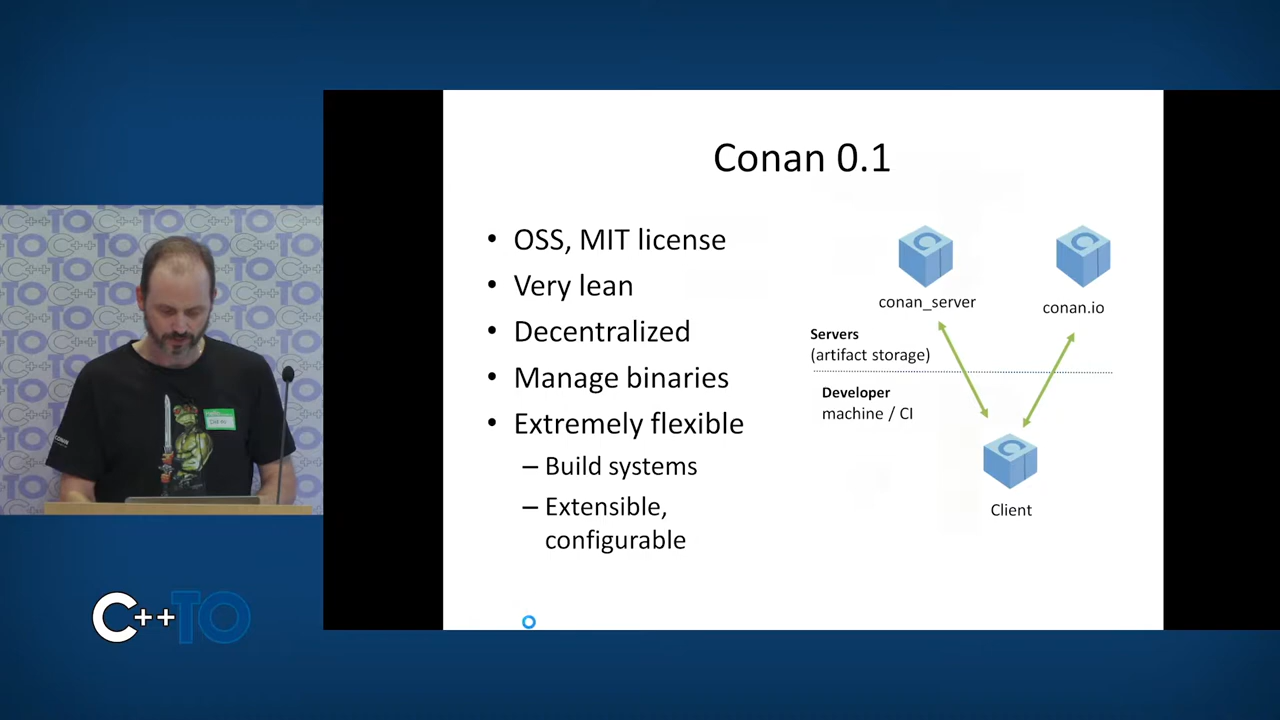 Conan 0.1
• OSS, MIT license
• Very lean
• Decentralized
• Manage binaries
• Extremely flexible
– Build systems
– Extensible,
configurable
conan_server
conan.io
Servers
(artifact storage)
Developer
machine / CI
Client
C++TO